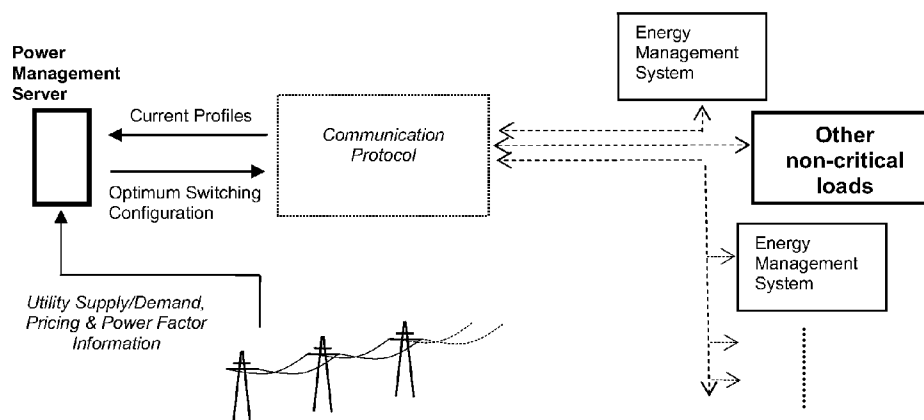 Power
Management
Server
Current Profiles
Optimum Switching
Configuration
Communication
Protocol
Energy
Management
System
Other
non-critical
loads
Energy
Management
System
Utility Supply/Demand,
Pricing & Power Factor
Information